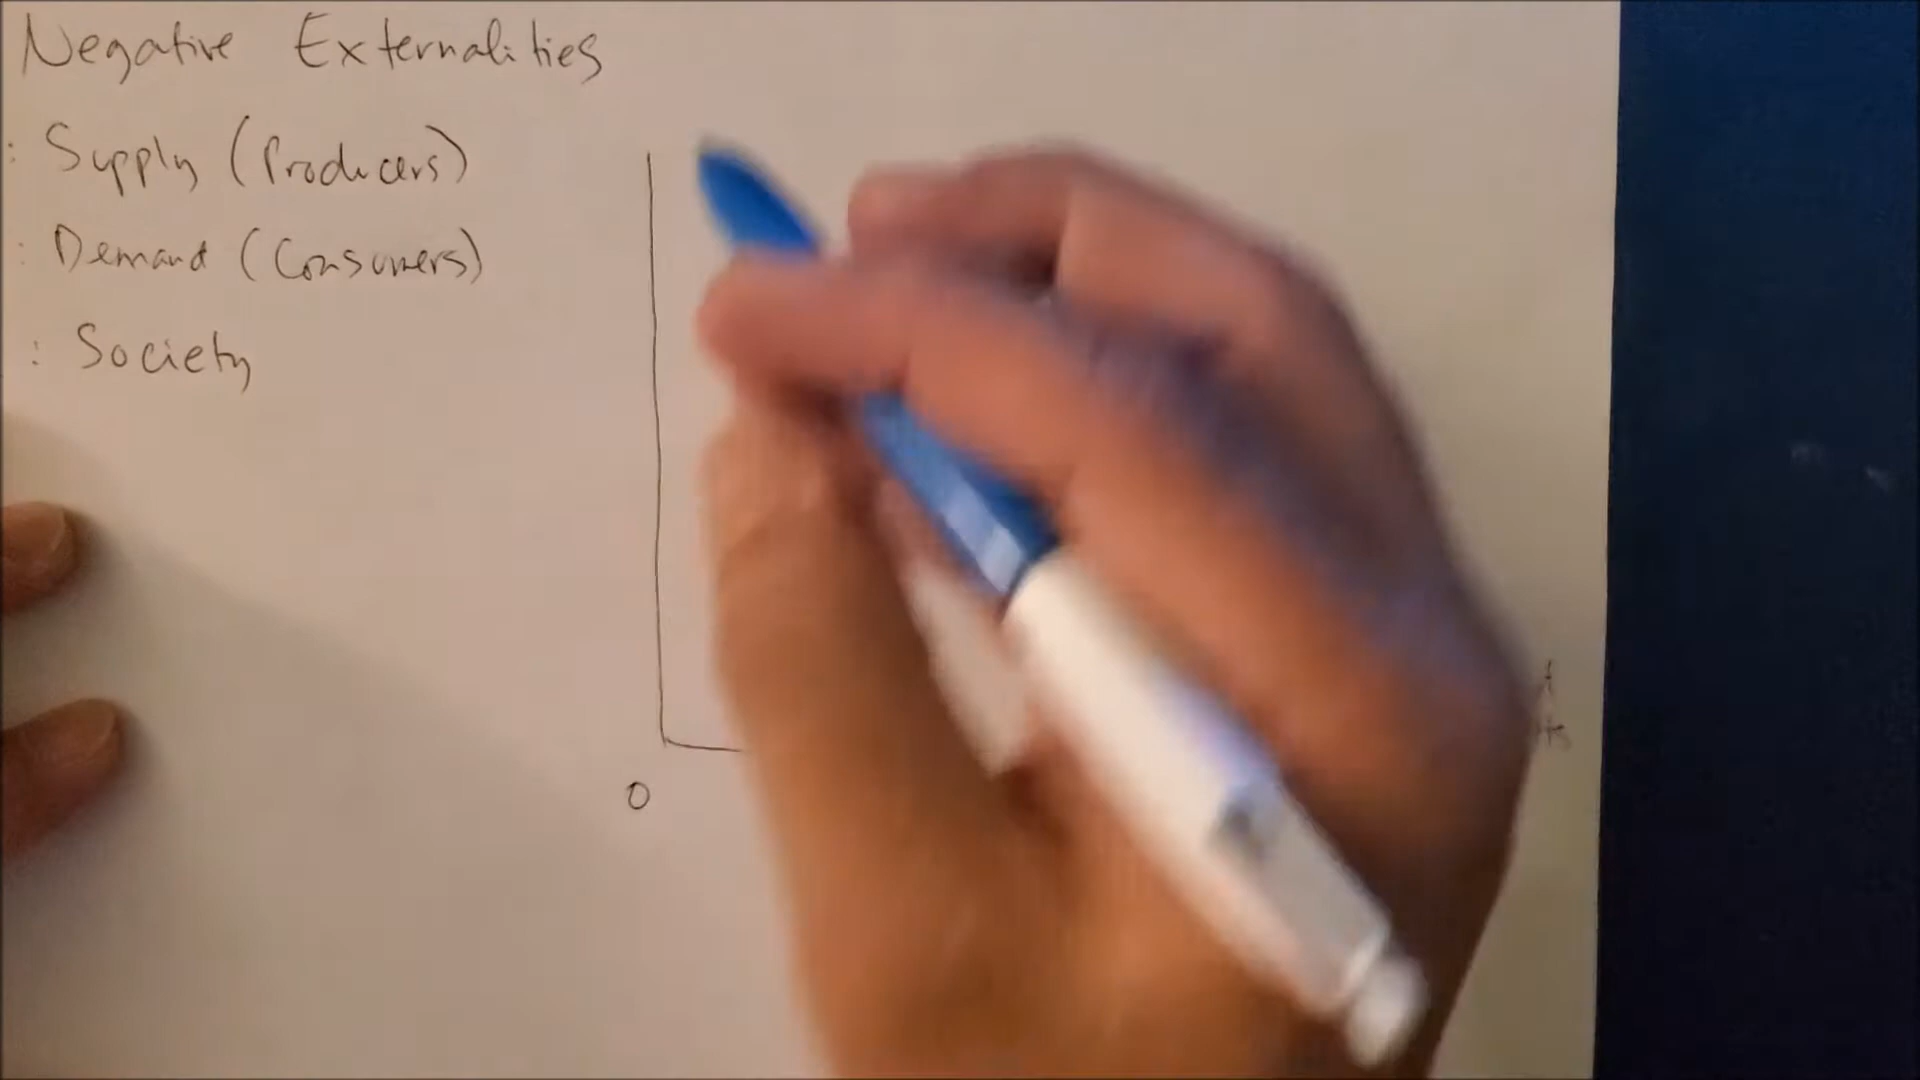 Negative Externalities
: Supply (Producers)
: Demand (Consumers)
: Society
0